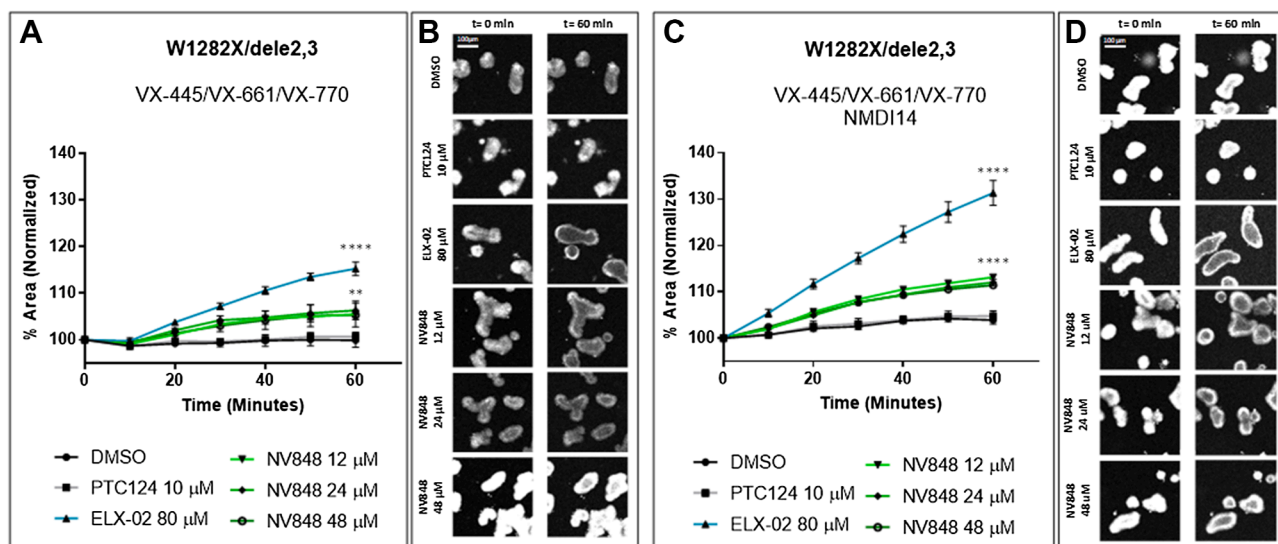 A
W1282X/dele2,3
VX-445/VX-661/VX-770
% Area (Normalized)
140
130
120
110
100
****
**
0
20
40
60
Time (Minutes)
DMSO
PTC124 10 μM
ELX-02 80 μM
NV848 12 μM
NV848 24 μM
NV848 48 μM
B
t= 0 min
t= 60 min
100μm
DMSO
PTC124
10 μM
ELX-02
80 μM
NV848
12 μM
NV848
24 μM
NV848
48 μM
C
W1282X/dele2,3
VX-445/VX-661/VX-770
NMDI14
% Area (Normalized)
140
130
120
110
100
****
****
0
20
40
60
Time (Minutes)
DMSO
PTC124 10 μM
ELX-02 80 μM
NV848 12 μM
NV848 24 μM
NV848 48 μM
D
t= 0 min
t= 60 min
100 μm
DMSO
PTC124
10 μM
ELX-02
80 μM
NV848
12 μM
NV848
24 uM
NV848
48 uM